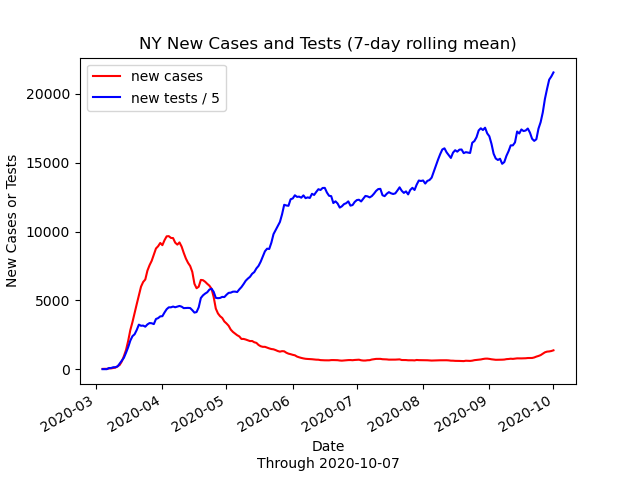 NY New Cases and Tests (7-day rolling mean)
new cases
new tests / 5
New Cases or Tests
20000
15000
10000
5000
0
2020-03
2020-04
2020-05
2020-06
2020-07
2020-08
2020-09
2020-10
Date
Through 2020-10-07